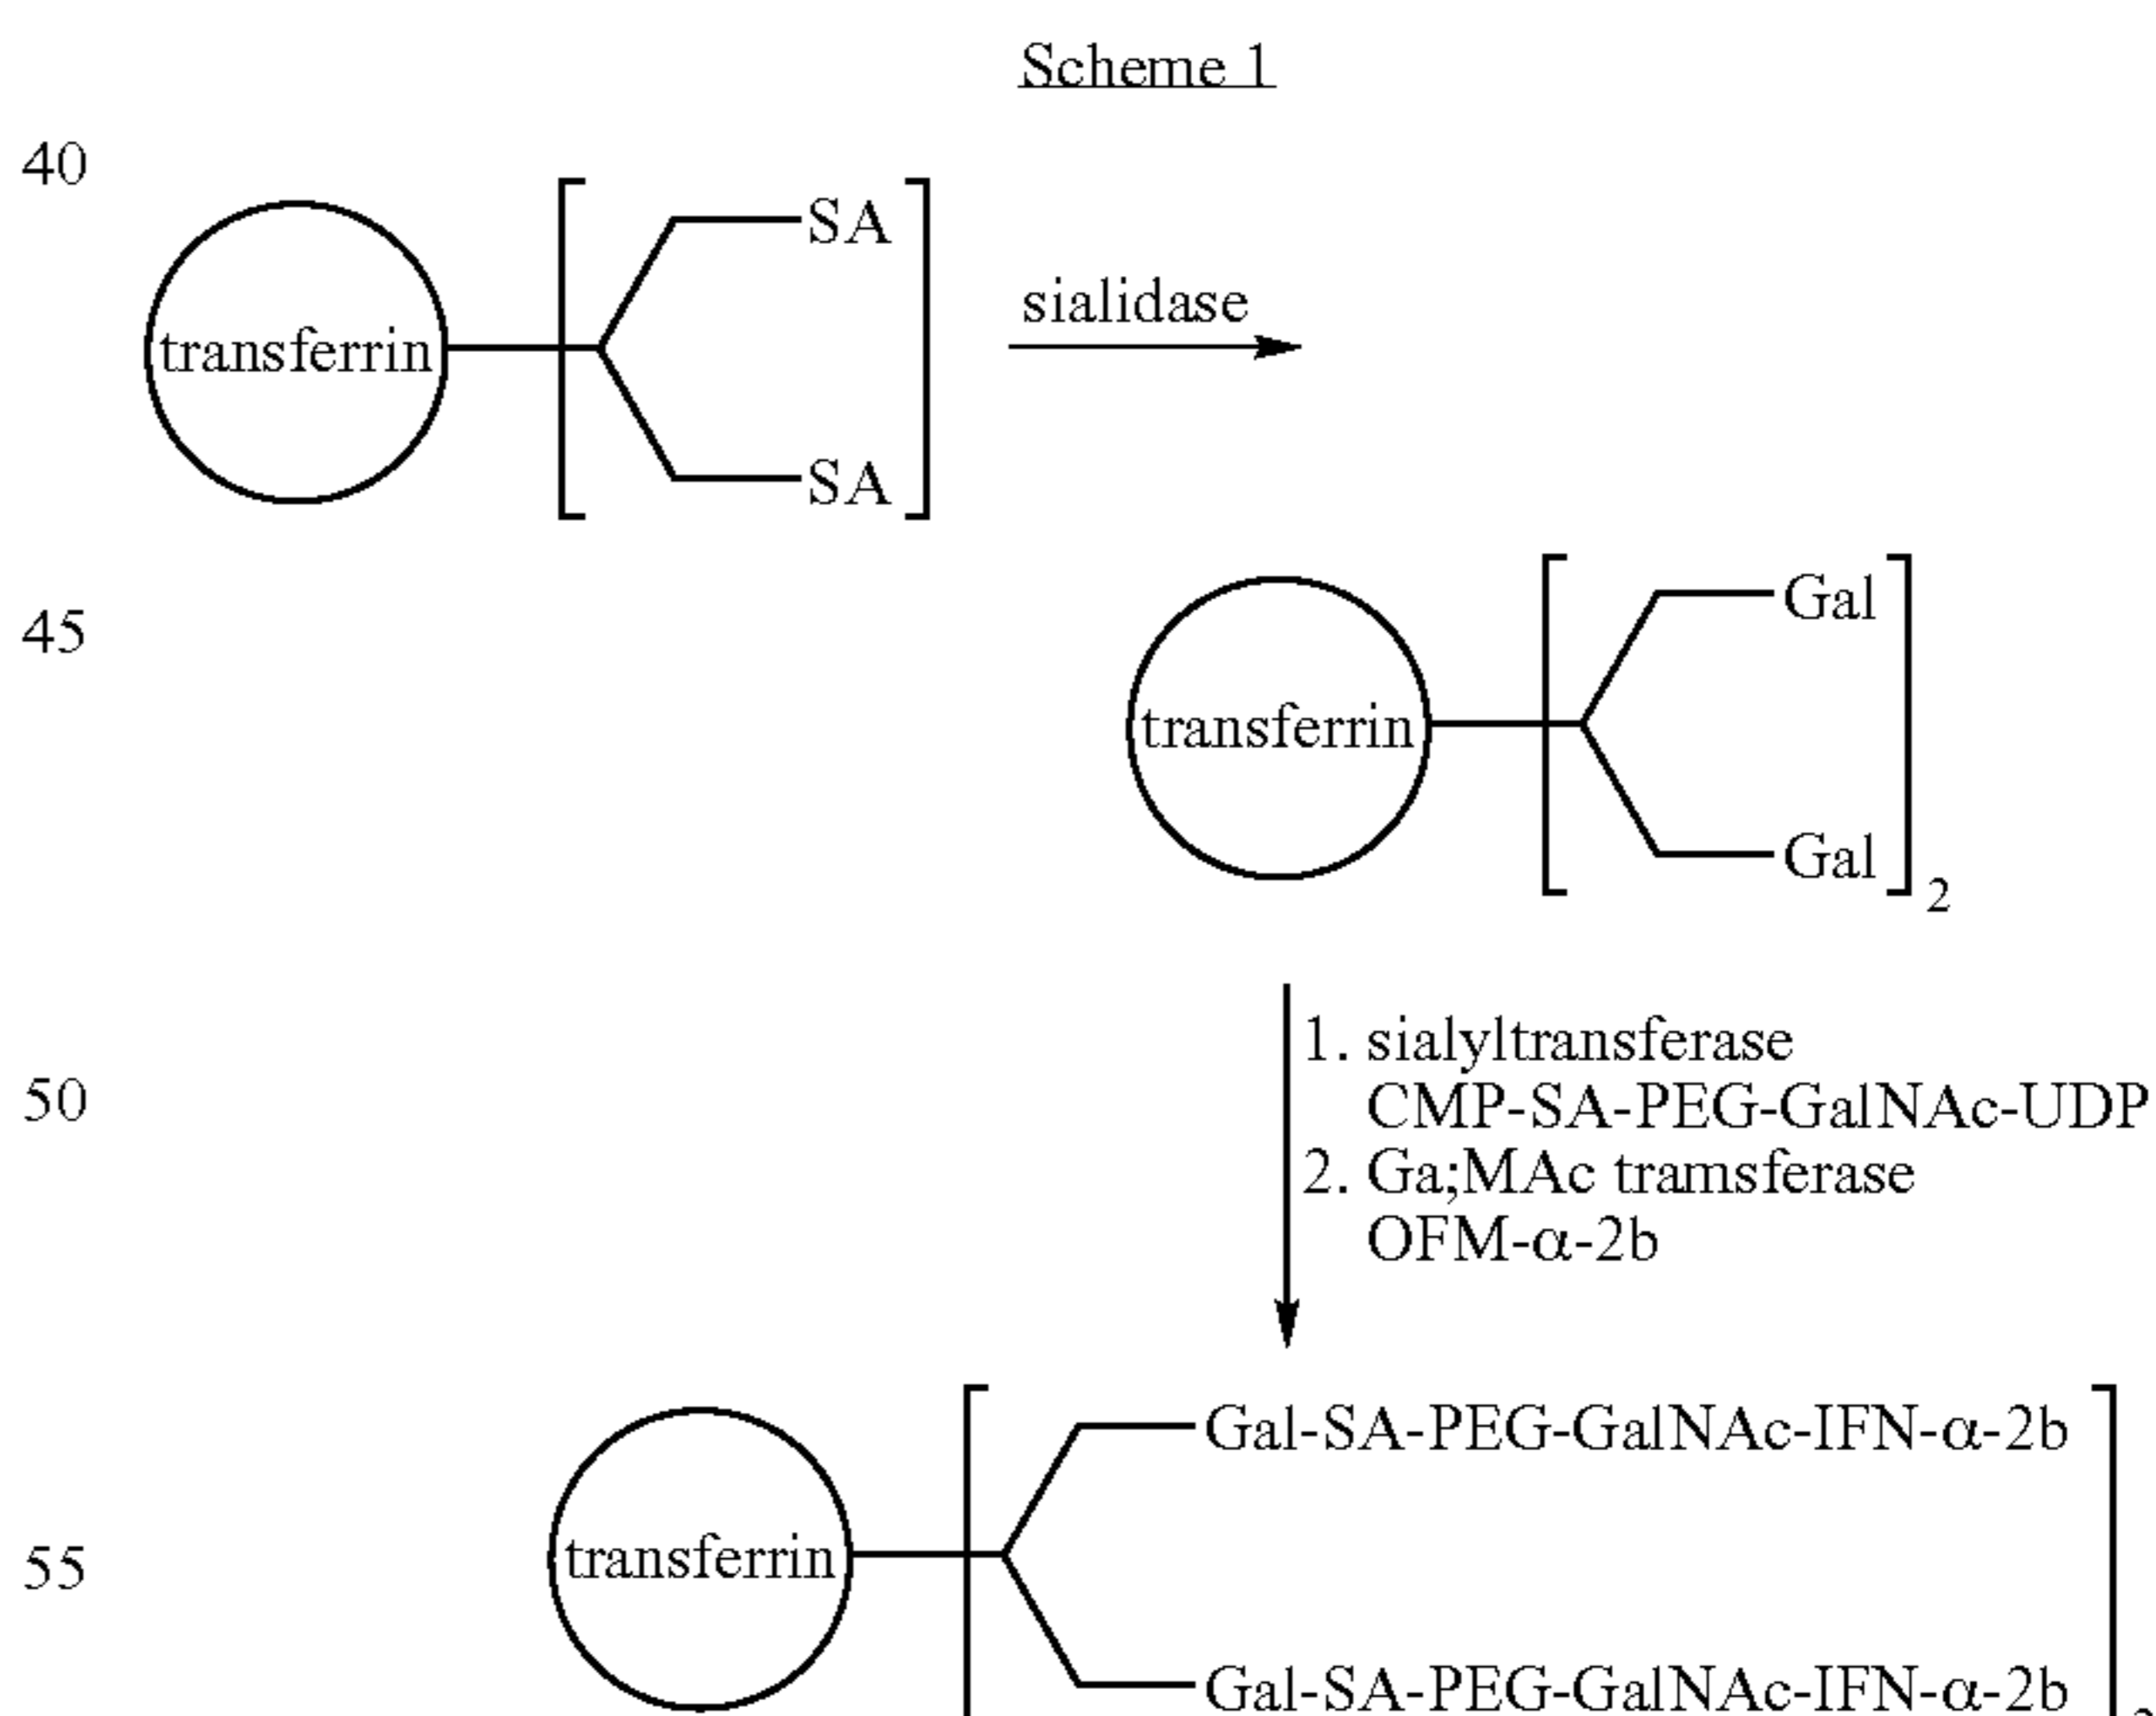 Scheme 1
40
SA
transferrin
sialidase
SA
Gal
45
transferrin
Gal
2
1. sialyltransferase
CMP-SA-PEG-GalNAc-UDP
50
2. Ga;MAc tramsferase
OFM-α-2b
Gal-SA-PEG-GalNAc-IFN-α-2b
55
transferrin
Gal-SA-PEG-GalNAc-IFN-α-2b